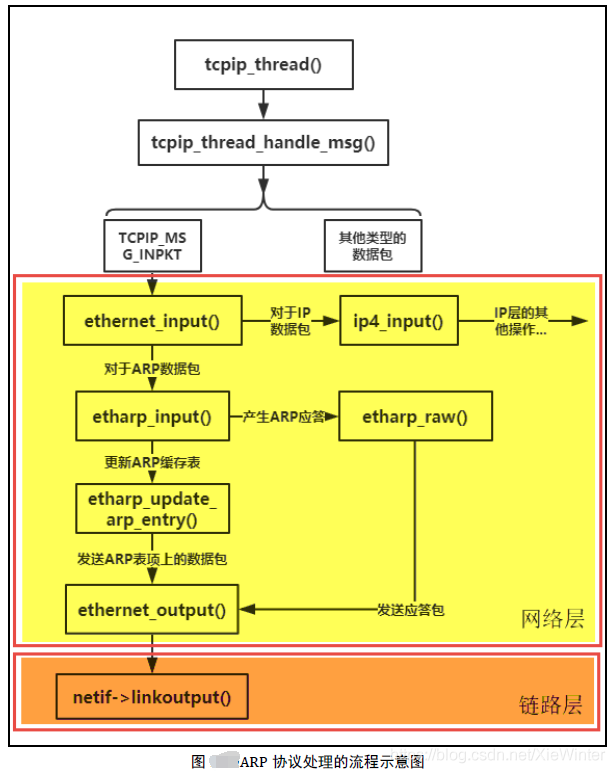 tcpip_thread()
tcpip_thread_handle_msg()
TCPIP_MS
G_INPKT
其他类型的
数据包
ethernet_input()
对于IP
数据包
ip4_input()
IP层的其
他操作...
对于ARP数据包
etharp_input()
产生ARP应答
etharp_raw()
更新ARP缓存表
etharp_update_
arp_entry()
发送ARP表项上的数据包
ethernet_output()
发送应答包
网络层
netif->linkoutput()
链路层
图 ARP 协议处理的流程示意图
blog.csdn.net/XieWinter